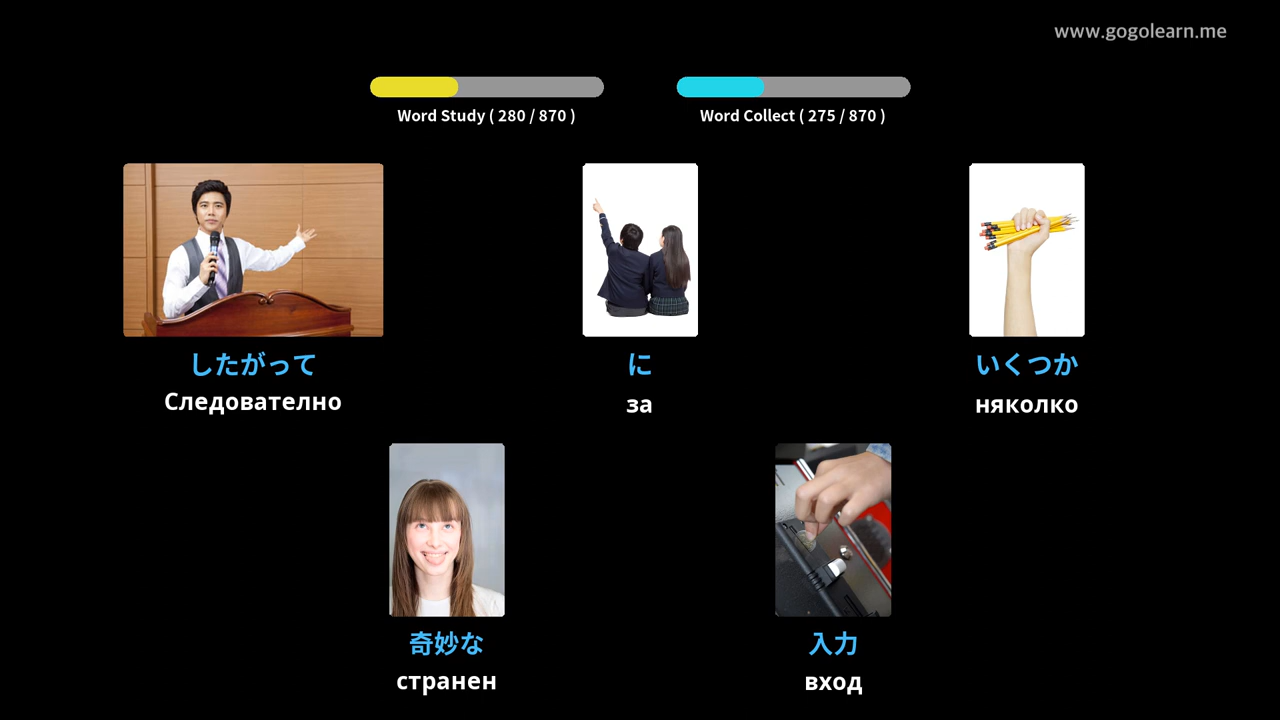 www.gogolearn.me
Word Study ( 280 / 870 )
Word Collect ( 275 / 870 )
したがって
Следователно
に
за
いくつか
няколко
奇妙な
странен
入力
вход